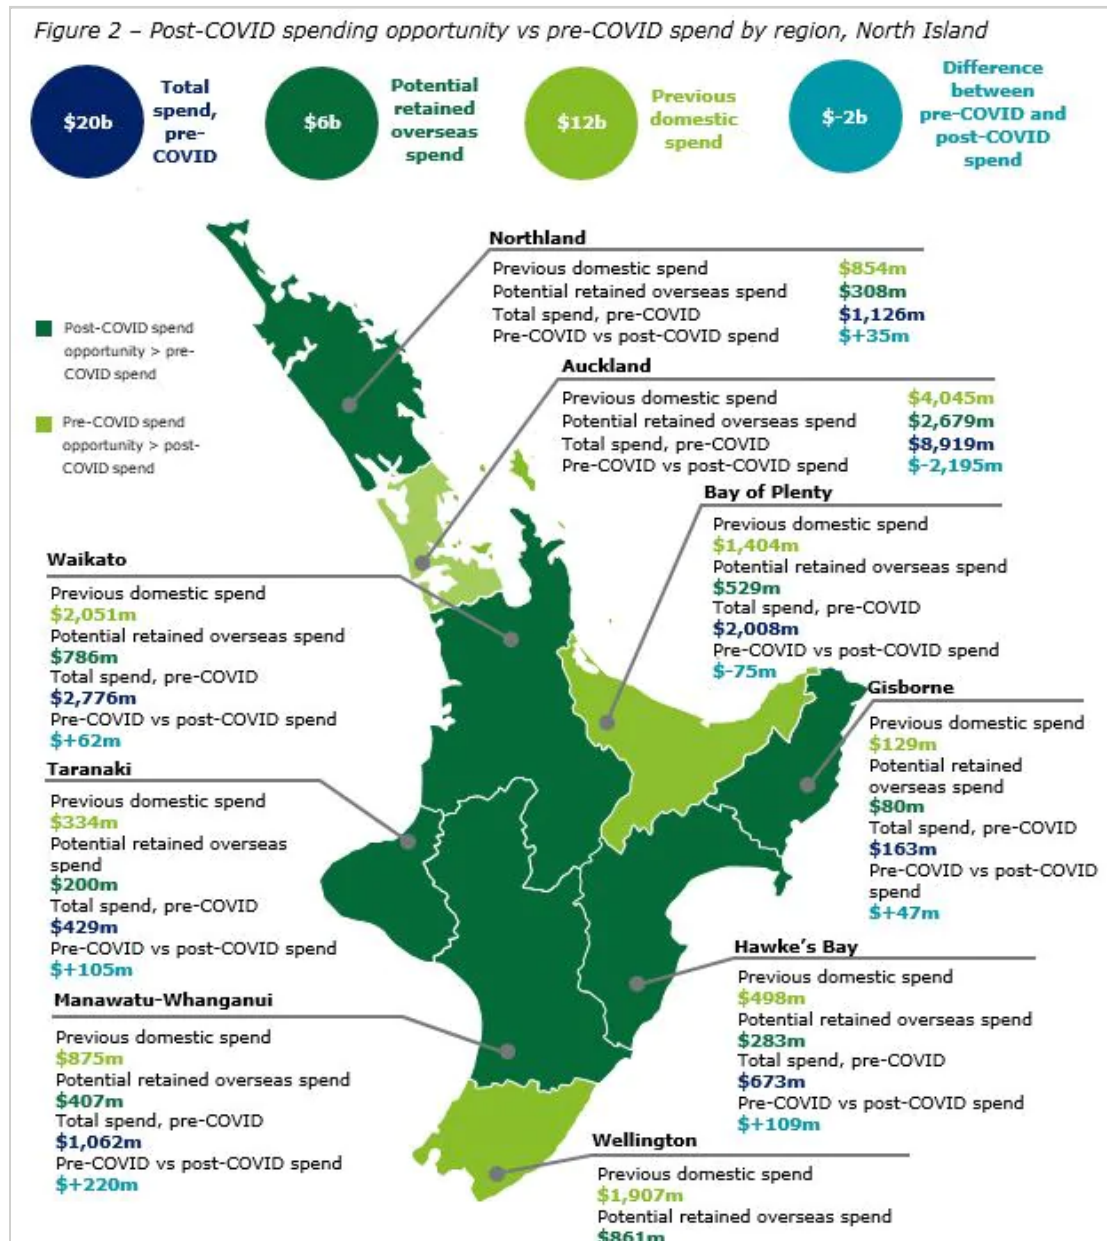 Figure 2 – Post-COVID spending opportunity vs pre-COVID spend by region, North Island
$20b
Total
spend,
pre-
COVID
$6b
Potential
retained
overseas
spend
$12b
Previous
domestic
spend
$-2b
Difference
between
pre-COVID and
post-COVID
spend
Post-COVID spend
opportunity > pre-
COVID spend
Pre-COVID spend
opportunity > post-
COVID spend
Northland
Previous domestic spend $854m
Potential retained overseas spend $308m
Total spend, pre-COVID $1,126m
Pre-COVID vs post-COVID spend $+35m
Auckland
Previous domestic spend $4,045m
Potential retained overseas spend $2,679m
Total spend, pre-COVID $8,919m
Pre-COVID vs post-COVID spend $-2,195m
Bay of Plenty
Previous domestic spend
$1,404m
Potential retained overseas spend
$529m
Total spend, pre-COVID
$2,008m
Pre-COVID vs post-COVID spend
$-75m
Waikato
Previous domestic spend
$2,051m
Potential retained overseas spend
$786m
Total spend, pre-COVID
$2,776m
Pre-COVID vs post-COVID spend
$+62m
Gisborne
Previous domestic spend
$129m
Potential retained
overseas spend
$80m
Total spend, pre-COVID
$163m
Pre-COVID vs post-COVID
spend
$+47m
Taranaki
Previous domestic spend
$334m
Potential retained overseas
spend
$200m
Total spend, pre-COVID
$429m
Pre-COVID vs post-COVID spend
$+105m
Hawke’s Bay
Previous domestic spend
$498m
Potential retained overseas spend
$283m
Total spend, pre-COVID
$673m
Pre-COVID vs post-COVID spend
$+109m
Manawatu-Whanganui
Previous domestic spend
$875m
Potential retained overseas spend
$407m
Total spend, pre-COVID
$1,062m
Pre-COVID vs post-COVID spend
$+220m
Wellington
Previous domestic spend
$1,907m
Potential retained overseas spend
$861m